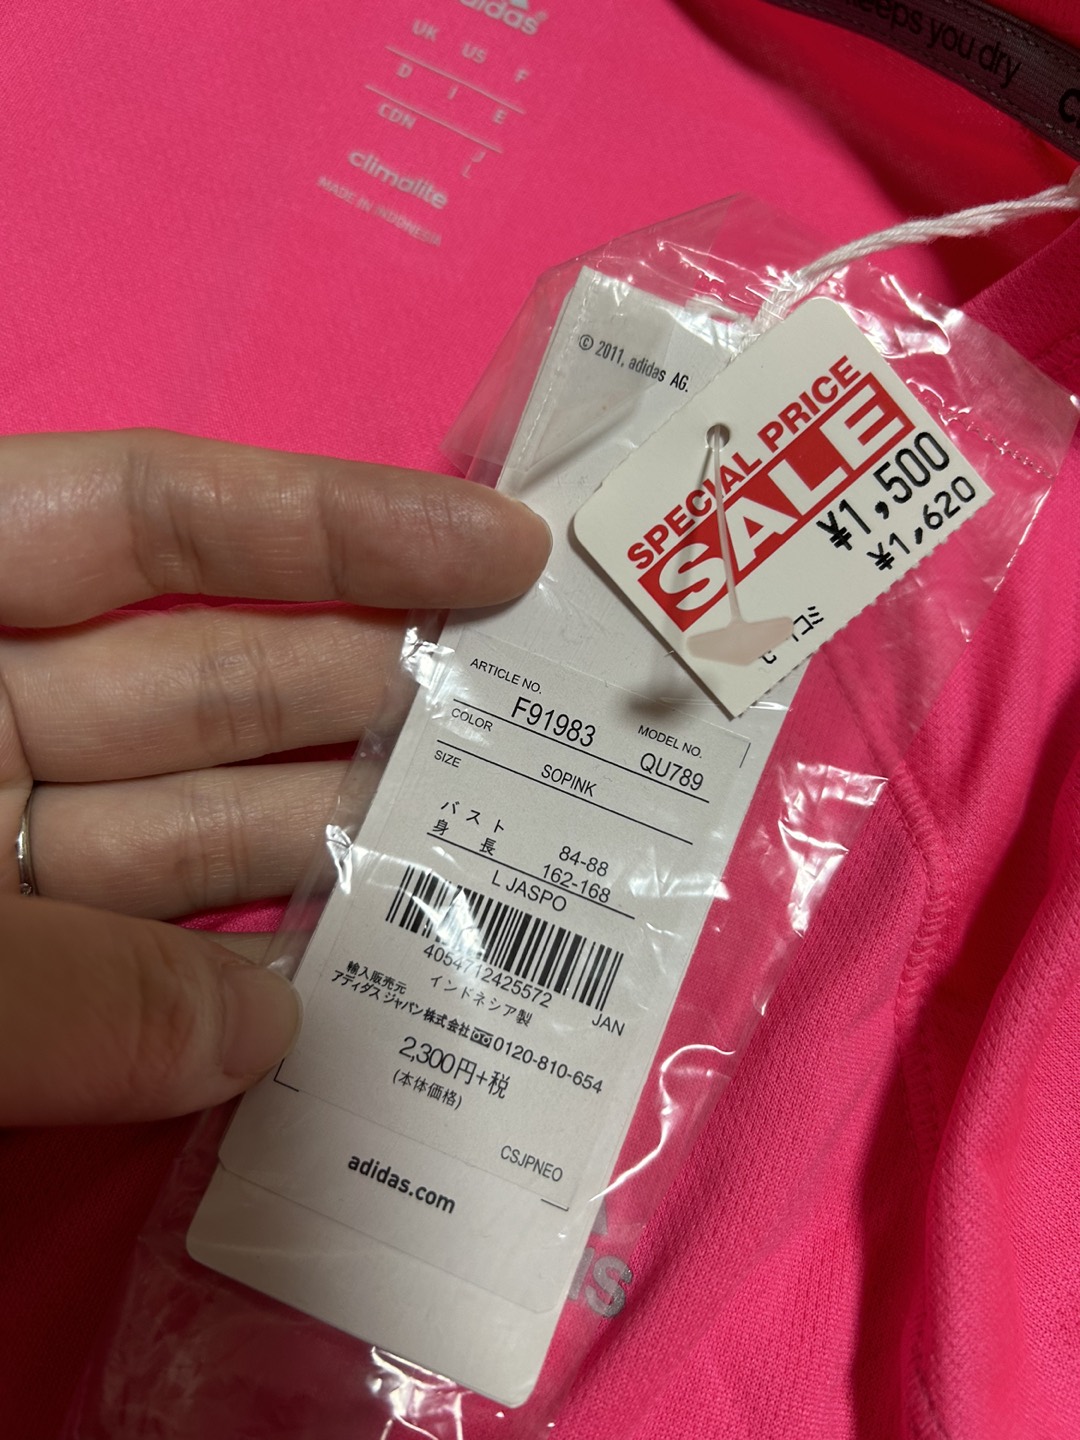 adidas
UK US F
D I E
CDN J
L
climalite
MADE IN INDONESIA
keeps you dry
© 2011, adidas AG.
SPECIAL PRICE
SALE
¥1,500
¥1,620
ARTICLE NO.
F91983
MODEL NO.
QU789
COLOR
SOPINK
SIZE
バスト 84-88
身長 162-168
L JASPO
4054712425572
JAN
インドネシア製
輸入販売元
アディダス ジャパン株式会社 0120-810-654
2,300円+税
(本体価格)
CSJPNEO
adidas.com